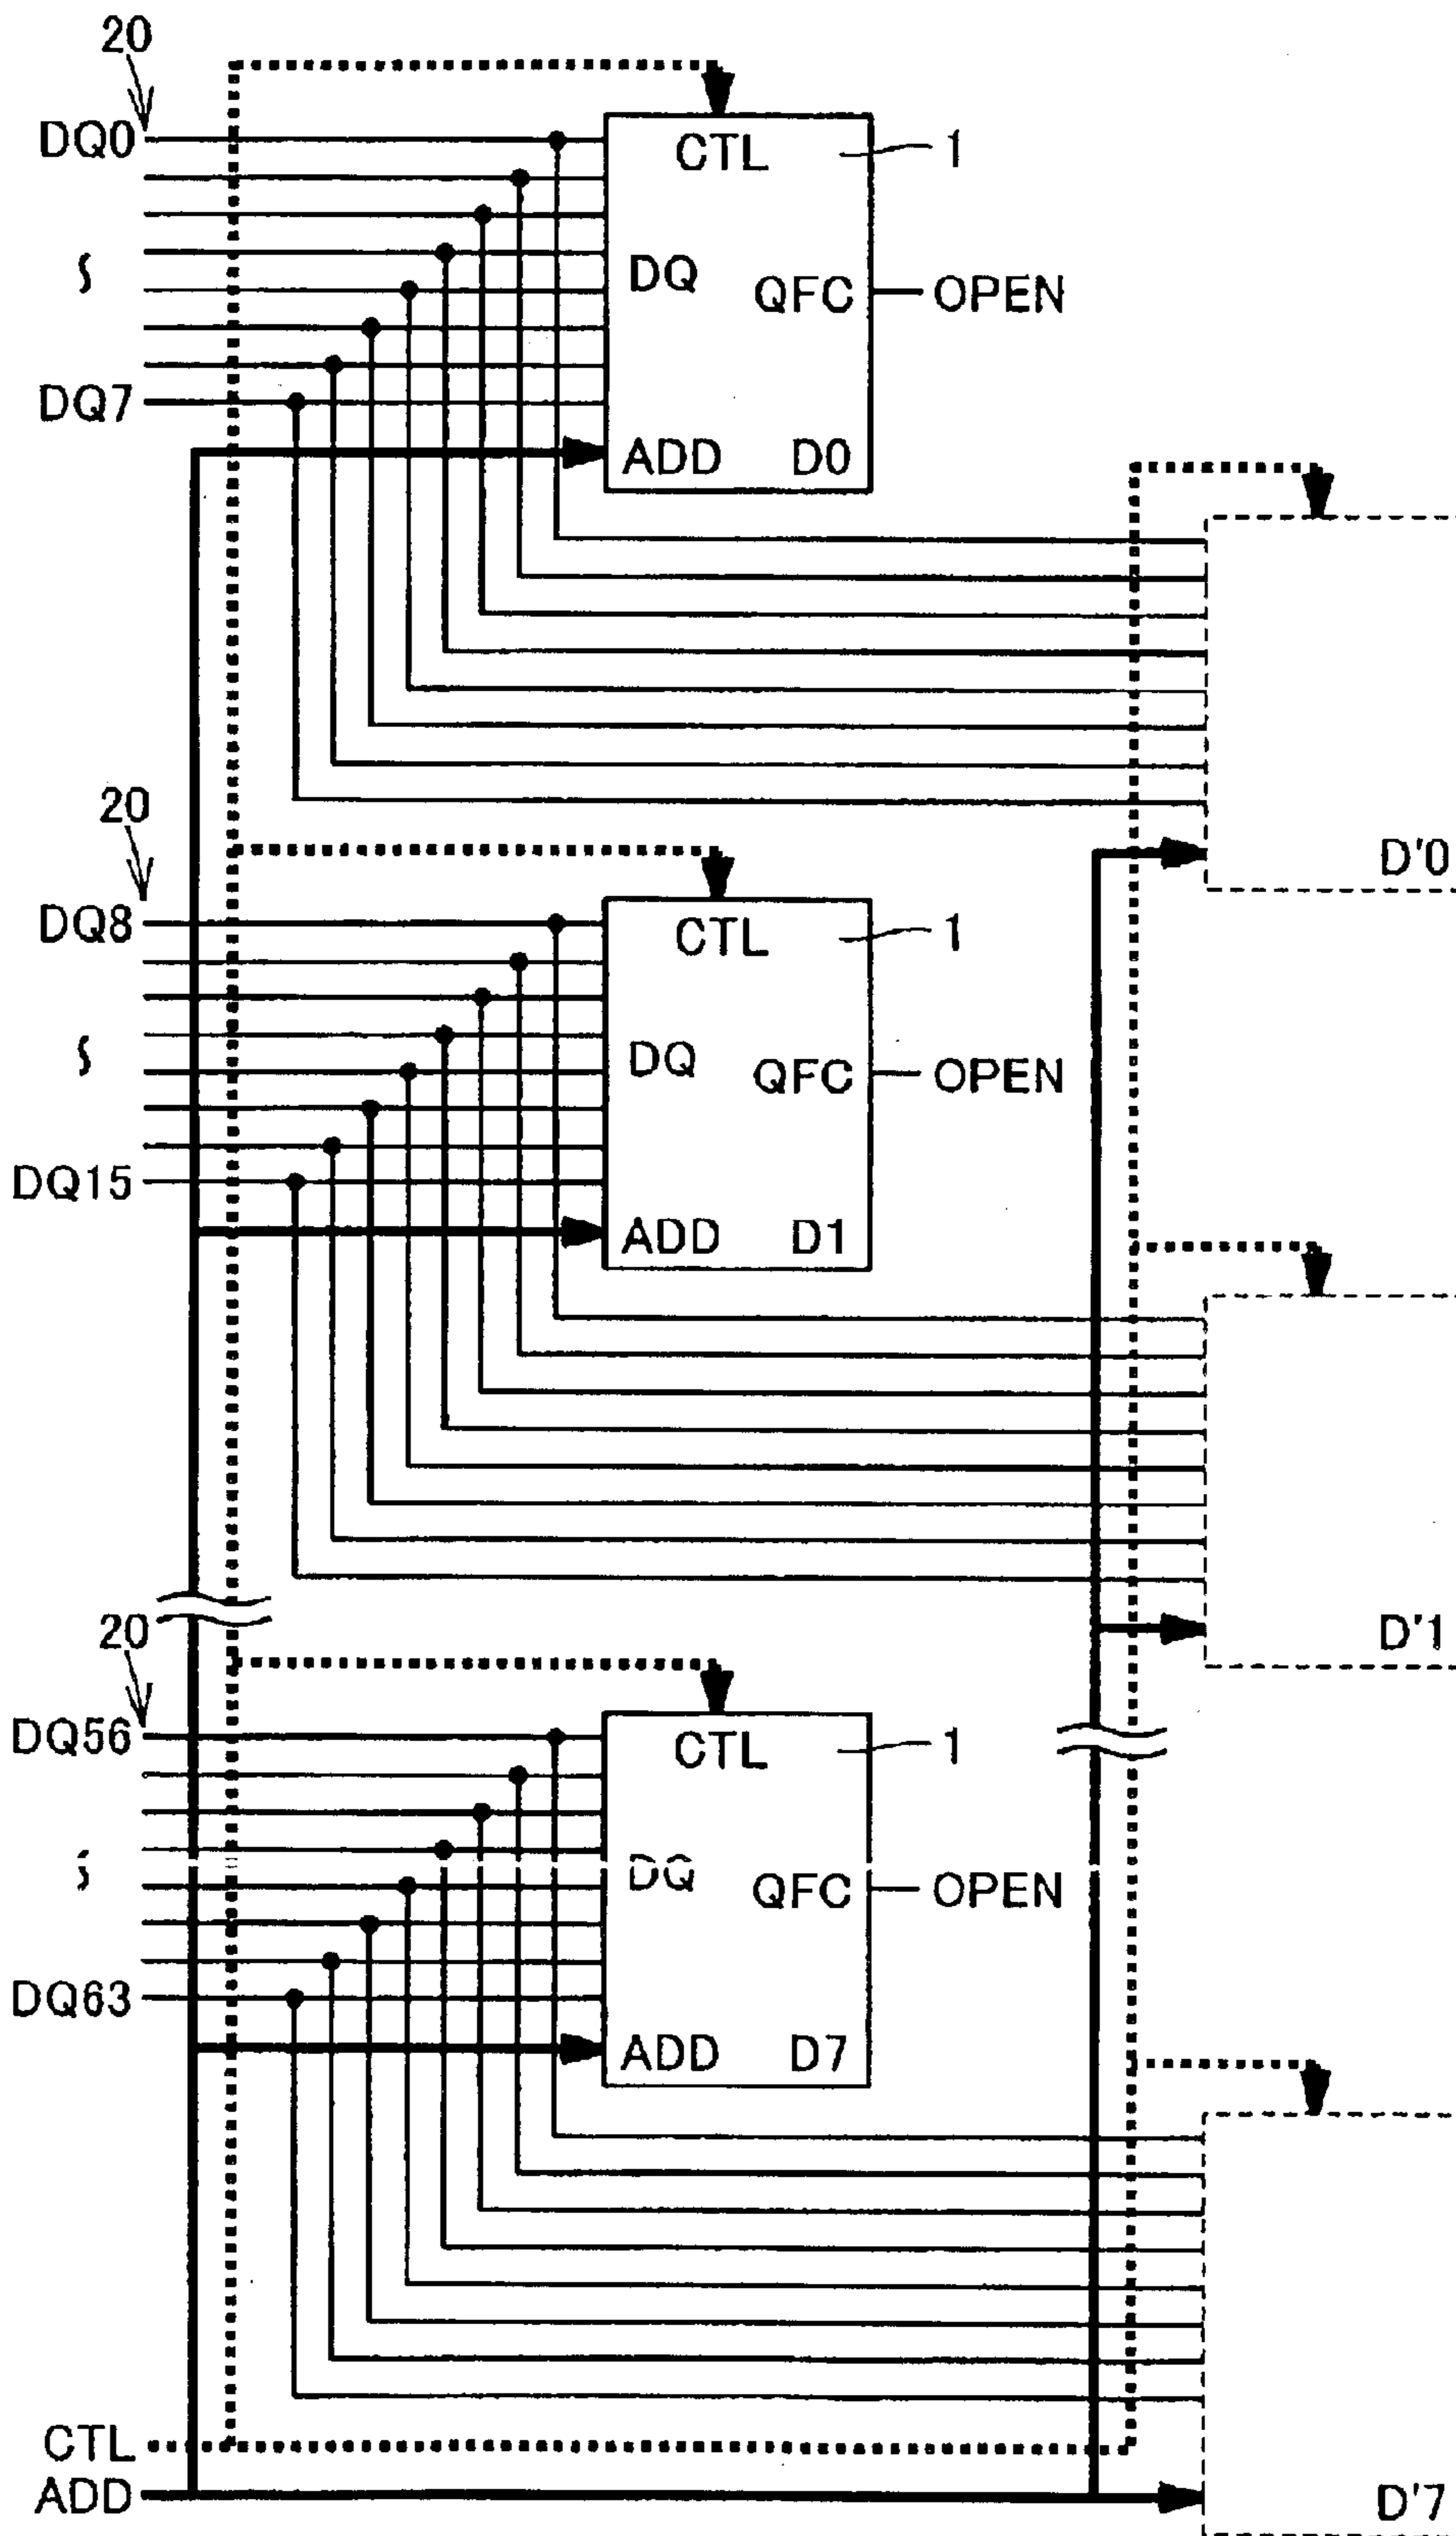 20
DQ0
CTL
1
DQ
QFC
OPEN
DQ7
ADD
D0
20
D'0
DQ8
CTL
1
DQ
QFC
OPEN
DQ15
ADD
D1
20
D'1
DQ56
CTL
1
DQ
QFC
OPEN
DQ63
ADD
D7
CTL
ADD
D'7